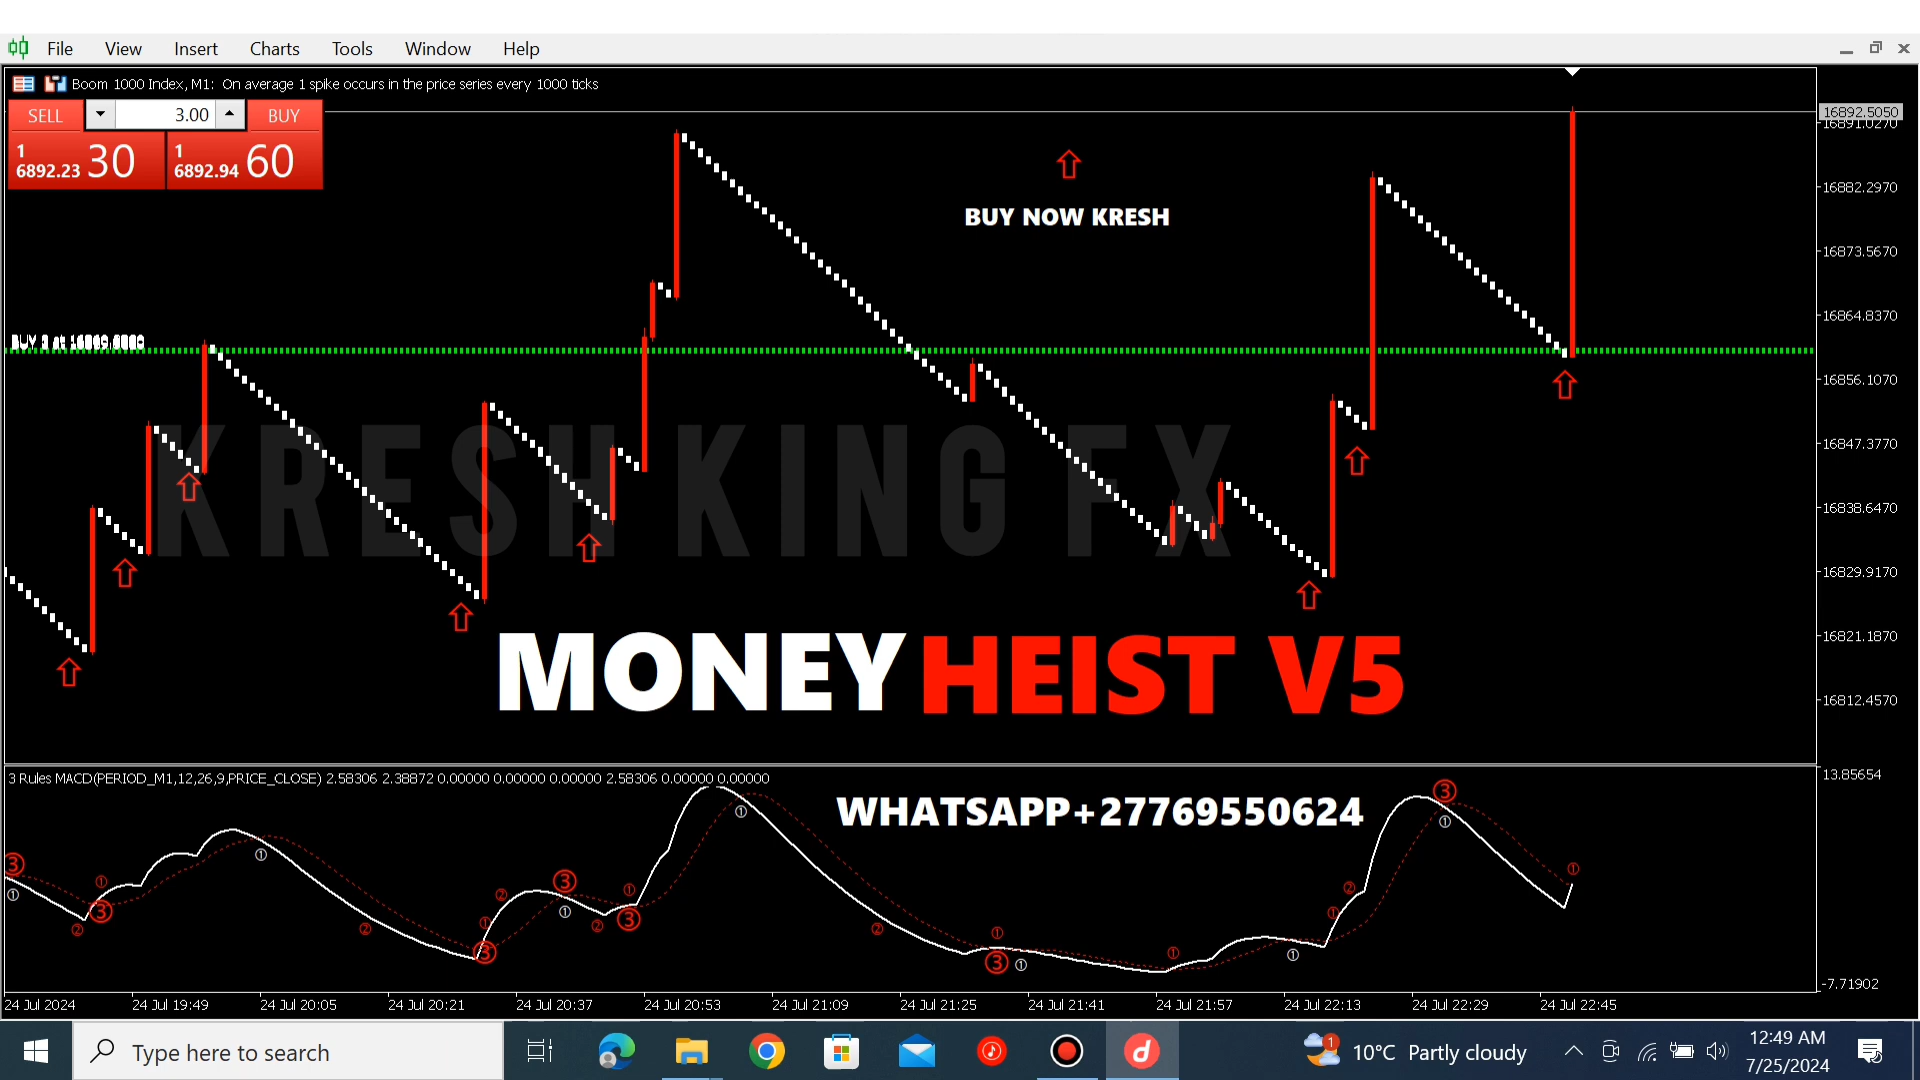 File View Insert Charts Tools Window Help
Boom 1000 Index, M1: On average 1 spike occurs in the price series every 1000 ticks
SELL 3.00 BUY
1 6892.23 30 1 6892.94 60
16892.5050
16891.0270
16882.2970
16873.5670
16864.8370
16856.1070
16847.3770
16838.6470
16829.9170
16821.1870
16812.4570
BUY NOW KRESH
KRESH KING FX
MONEY HEIST V5
3 Rules MACD(PERIOD_M1,12,26,9,PRICE_CLOSE) 2.58306 2.38872 0.00000 0.00000 0.00000 2.58306 0.00000 0.00000
13.85654
WHATSAPP+27769550624
-7.71902
24 Jul 2024 24 Jul 19:49 24 Jul 20:05 24 Jul 20:21 24 Jul 20:37 24 Jul 20:53 24 Jul 21:09 24 Jul 21:25 24 Jul 21:41 24 Jul 21:57 24 Jul 22:13 24 Jul 22:29 24 Jul 22:45
Type here to search
1
10°C Partly cloudy
12:49 AM
7/25/2024